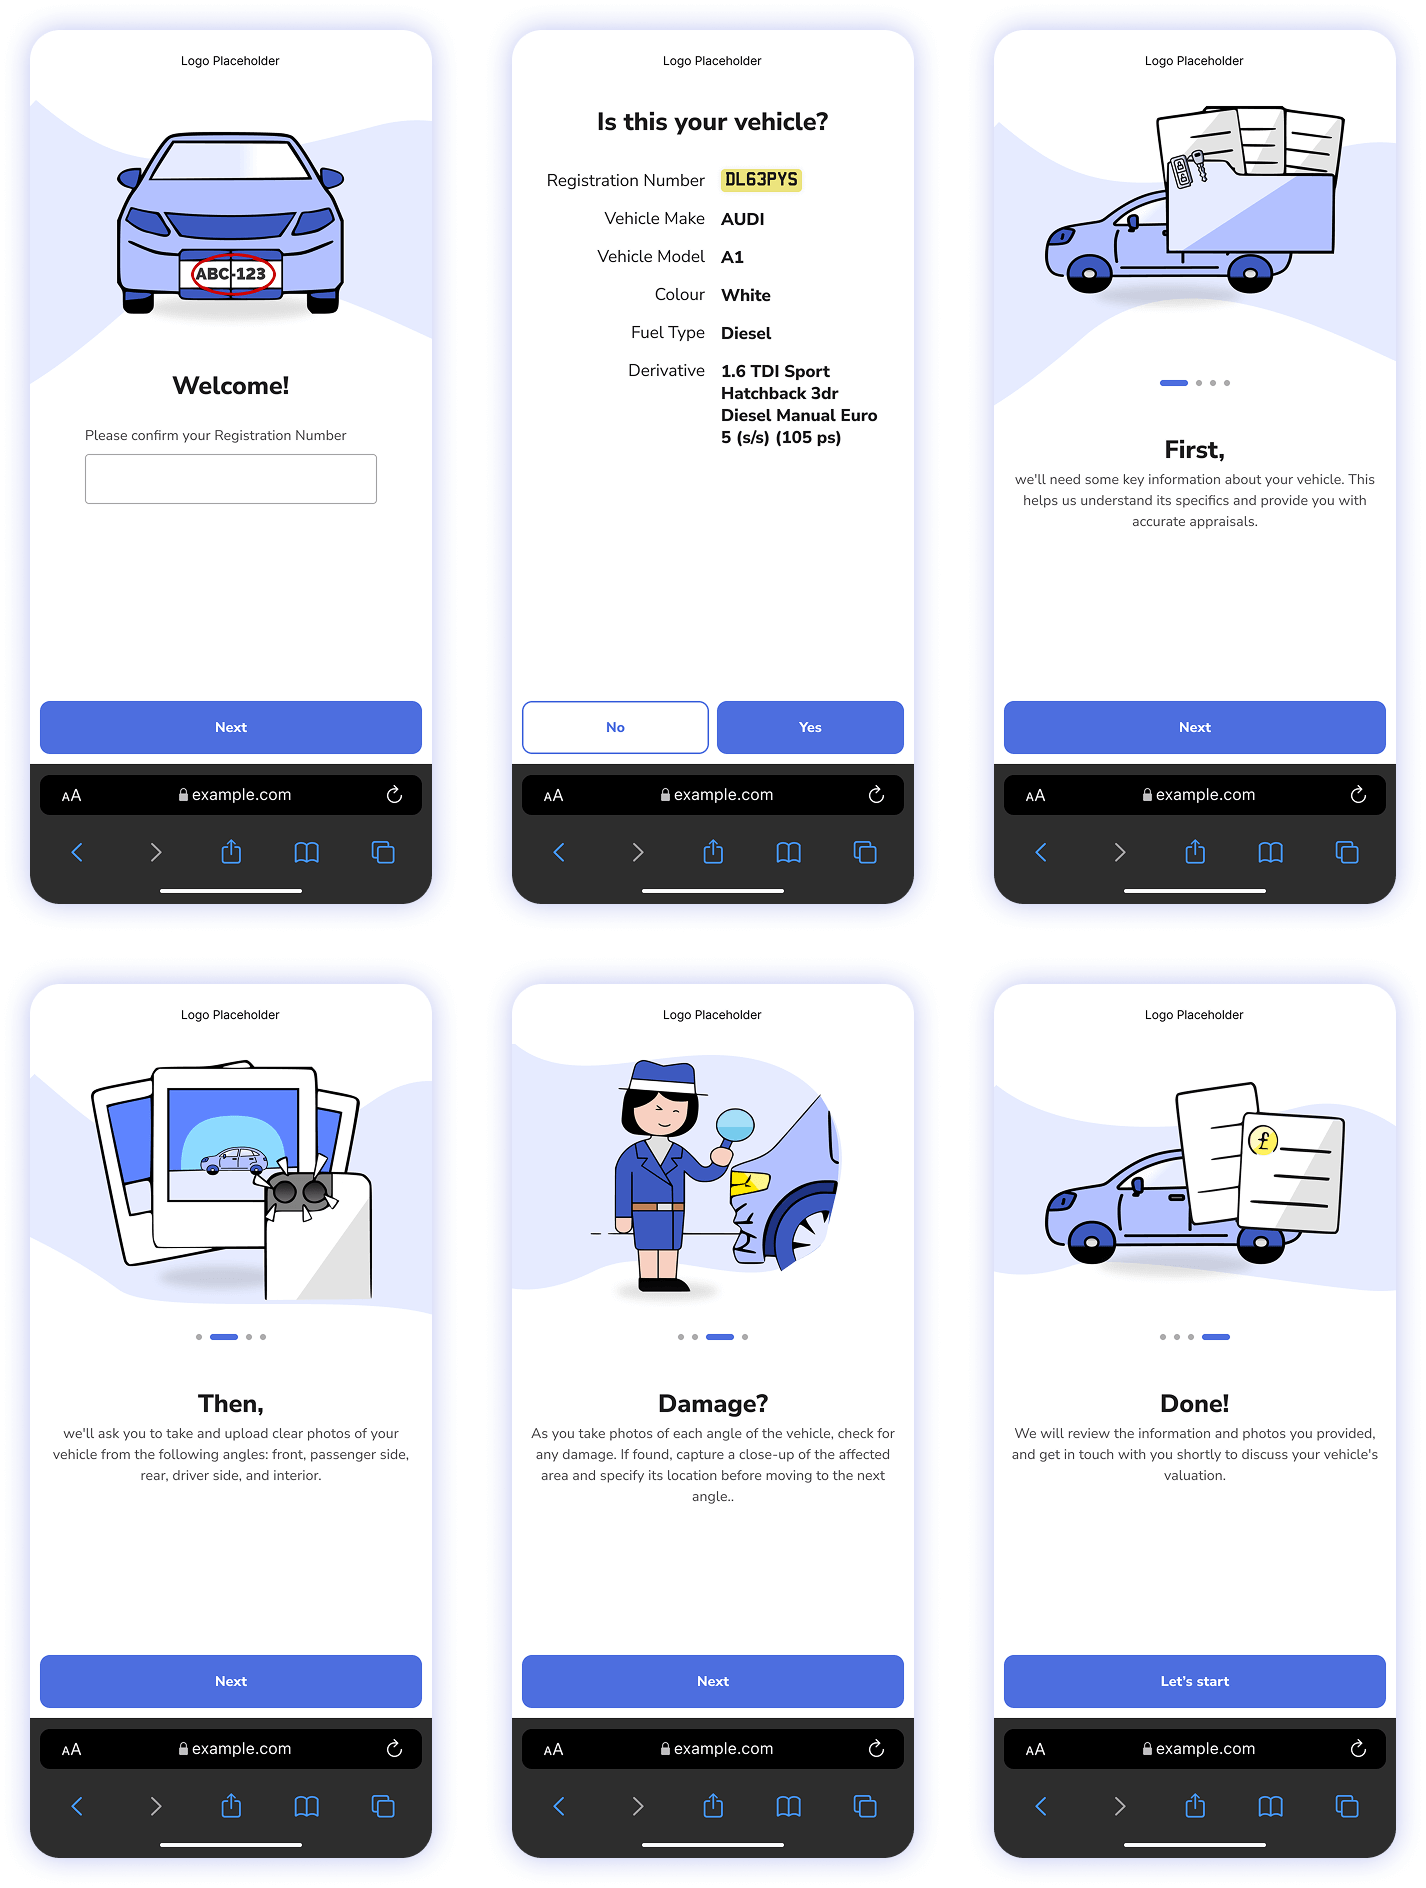 Logo Placeholder
ABC-123
Welcome!
Please confirm your Registration Number
Next
AA
example.com
Logo Placeholder
Is this your vehicle?
Registration Number DL63PYS
Vehicle Make AUDI
Vehicle Model A1
Colour White
Fuel Type Diesel
Derivative 1.6 TDI Sport
Hatchback 3dr
Diesel Manual Euro
5 (s/s) (105 ps)
No Yes
AA
example.com
Logo Placeholder
First,
we'll need some key information about your vehicle. This
helps us understand its specifics and provide you with
accurate appraisals.
Next
AA
example.com
Logo Placeholder
Then,
we'll ask you to take and upload clear photos of your
vehicle from the following angles: front, passenger side,
rear, driver side, and interior.
Next
AA
example.com
Logo Placeholder
Damage?
As you take photos of each angle of the vehicle, check for
any damage. If found, capture a close-up of the affected
area and specify its location before moving to the next
angle..
Next
AA
example.com
Logo Placeholder
£
Done!
We will review the information and photos you provided,
and get in touch with you shortly to discuss your vehicle's
valuation.
Let's start
AA
example.com